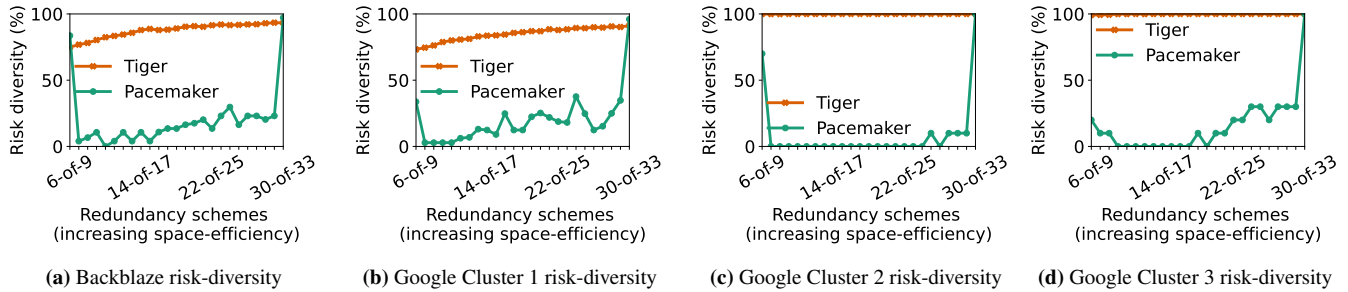 Risk diversity (%)
100
50
0
Tiger
Pacemaker
6-of-9
14-of-17
22-of-25
30-of-33
Redundancy schemes
(increasing space-efficiency)
(a) Backblaze risk-diversity
Risk diversity (%)
100
50
0
Tiger
Pacemaker
6-of-9
14-of-17
22-of-25
30-of-33
Redundancy schemes
(increasing space-efficiency)
(b) Google Cluster 1 risk-diversity
Risk diversity (%)
100
50
0
Tiger
Pacemaker
6-of-9
14-of-17
22-of-25
30-of-33
Redundancy schemes
(increasing space-efficiency)
(c) Google Cluster 2 risk-diversity
Risk diversity (%)
100
50
0
Tiger
Pacemaker
6-of-9
14-of-17
22-of-25
30-of-33
Redundancy schemes
(increasing space-efficiency)
(d) Google Cluster 3 risk-diversity